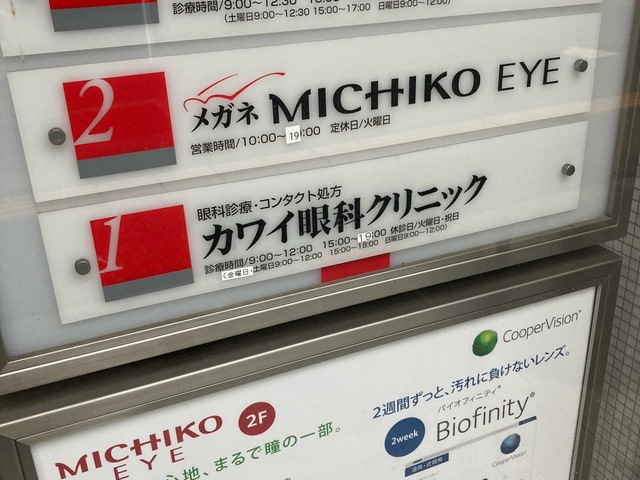 診療時間/9:00〜12:30
(土曜日9:00〜12:30 15:00〜17:00 日曜日9:00〜12:00)
2
メガネ MICHIKO EYE
営業時間/10:00〜19:00 定休日/火曜日
1
眼科診療・コンタクト処方
カワイ眼科クリニック
診療時間/9:00〜12:00 15:00〜19:00 休診日/火曜日・祝日
(金曜日・土曜日9:00〜12:00 15:00〜18:00 日曜日9:00〜12:00)
CooperVision®
2週間ずっと、汚れに負けないレンズ。
バイオフィニティ®
2week Biofinity®
遠視・近視用
CooperVision®
MICHIKO 2F
EYE
心地、まるで瞳の一部。